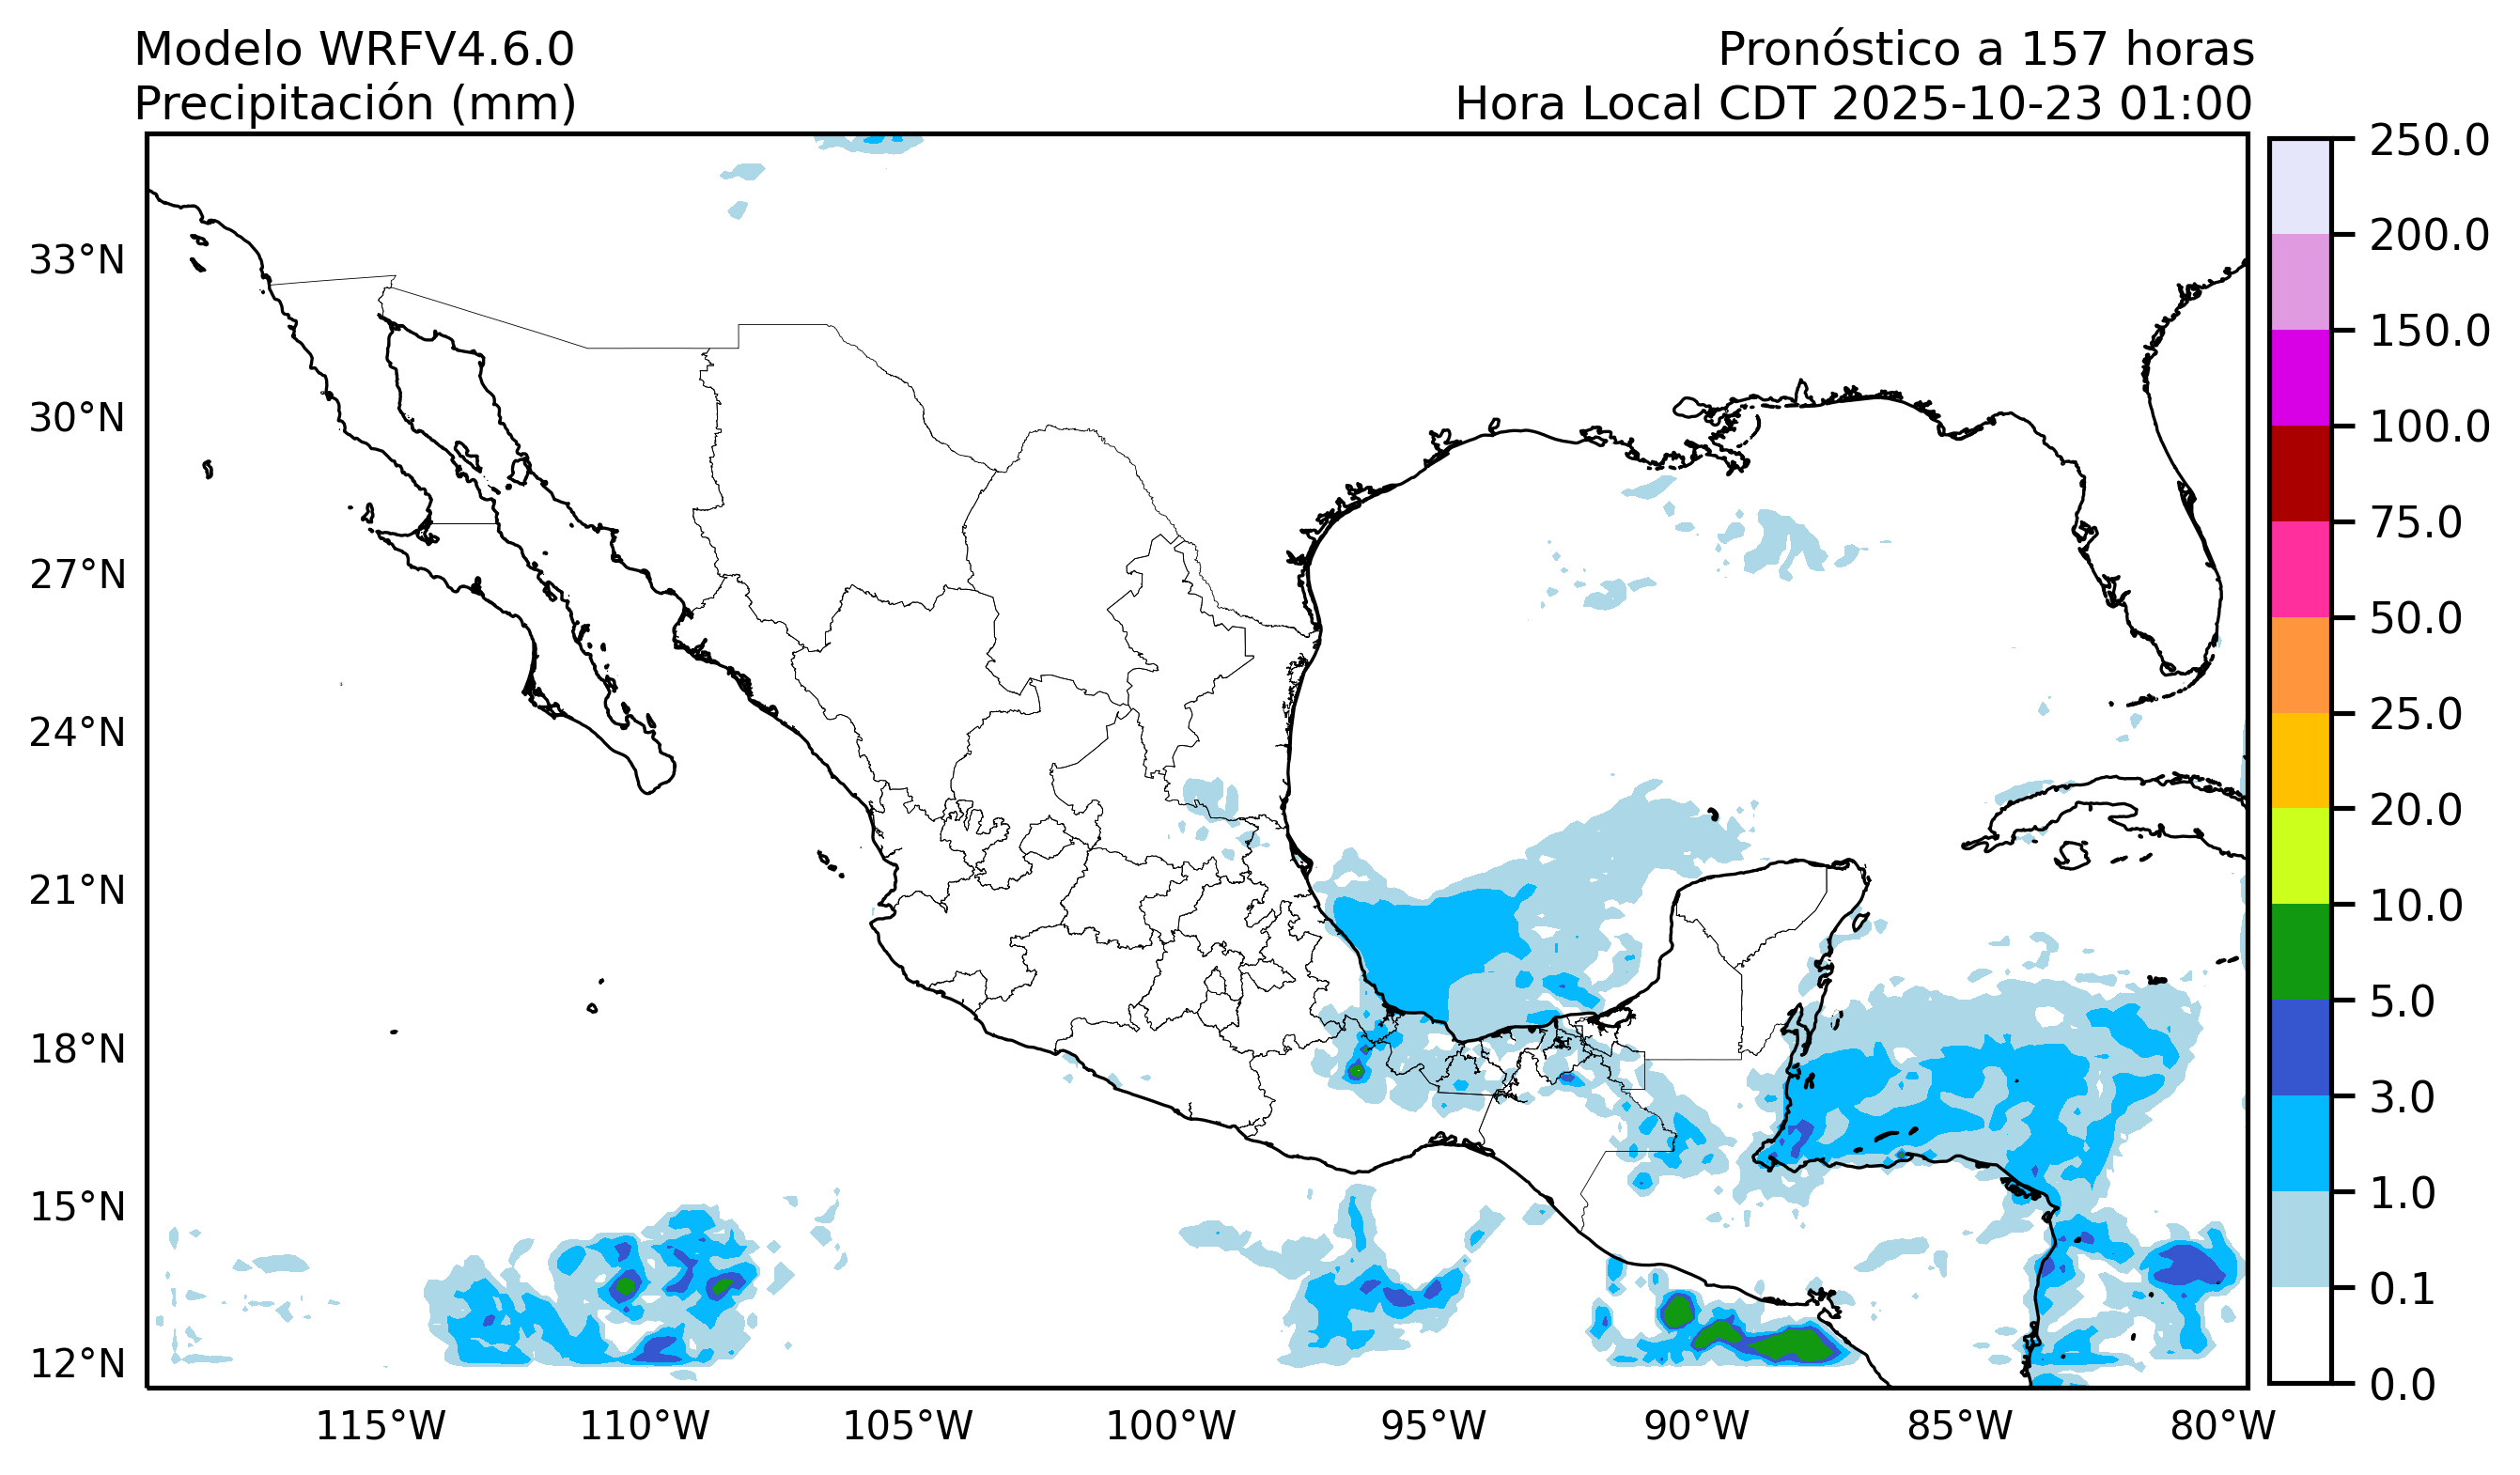 Modelo WRFV4.6.0
Precipitación (mm)
Pronóstico a 157 horas
Hora Local CDT 2025-10-23 01:00
33°N
30°N
27°N
24°N
21°N
18°N
15°N
12°N
115°W
110°W
105°W
100°W
95°W
90°W
85°W
80°W
250.0
200.0
150.0
100.0
75.0
50.0
25.0
20.0
10.0
5.0
3.0
1.0
0.1
0.0